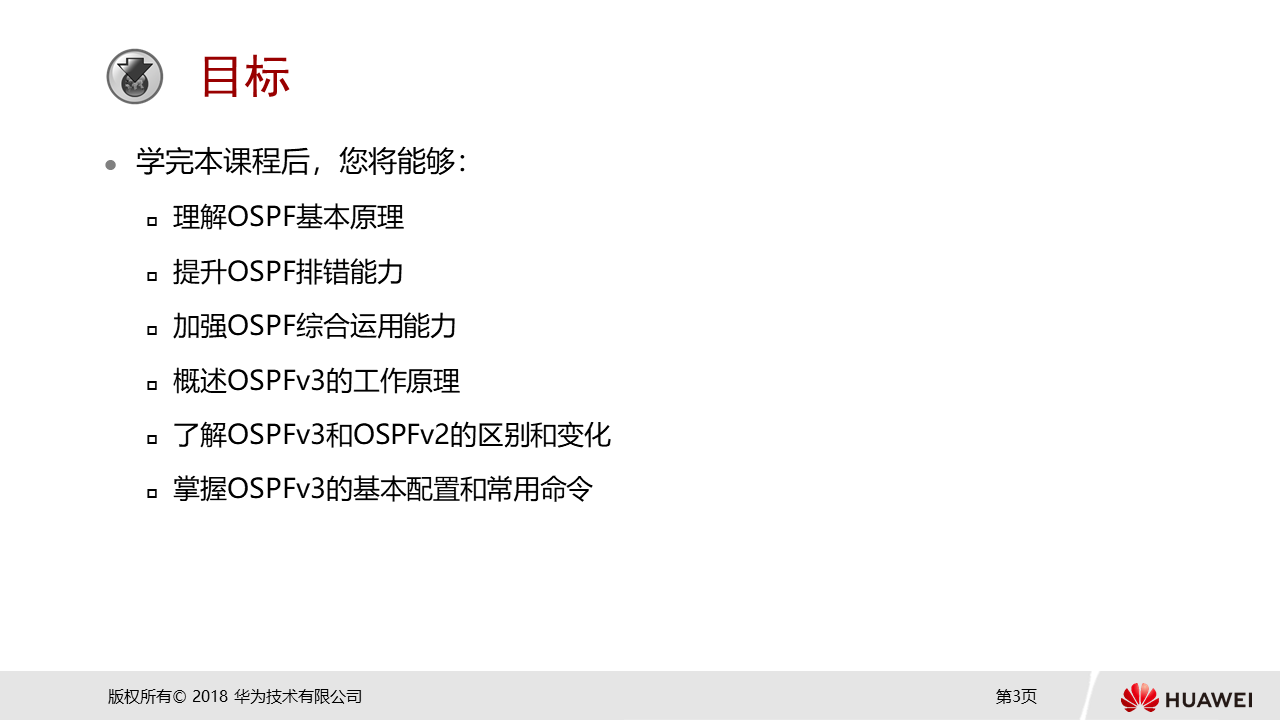 目标
学完本课程后，您将能够：
理解OSPF基本原理
提升OSPF排错能力
加强OSPF综合运用能力
概述OSPFv3的工作原理
了解OSPFv3和OSPFv2的区别和变化
掌握OSPFv3的基本配置和常用命令
版权所有© 2018 华为技术有限公司
第3页
HUAWEI